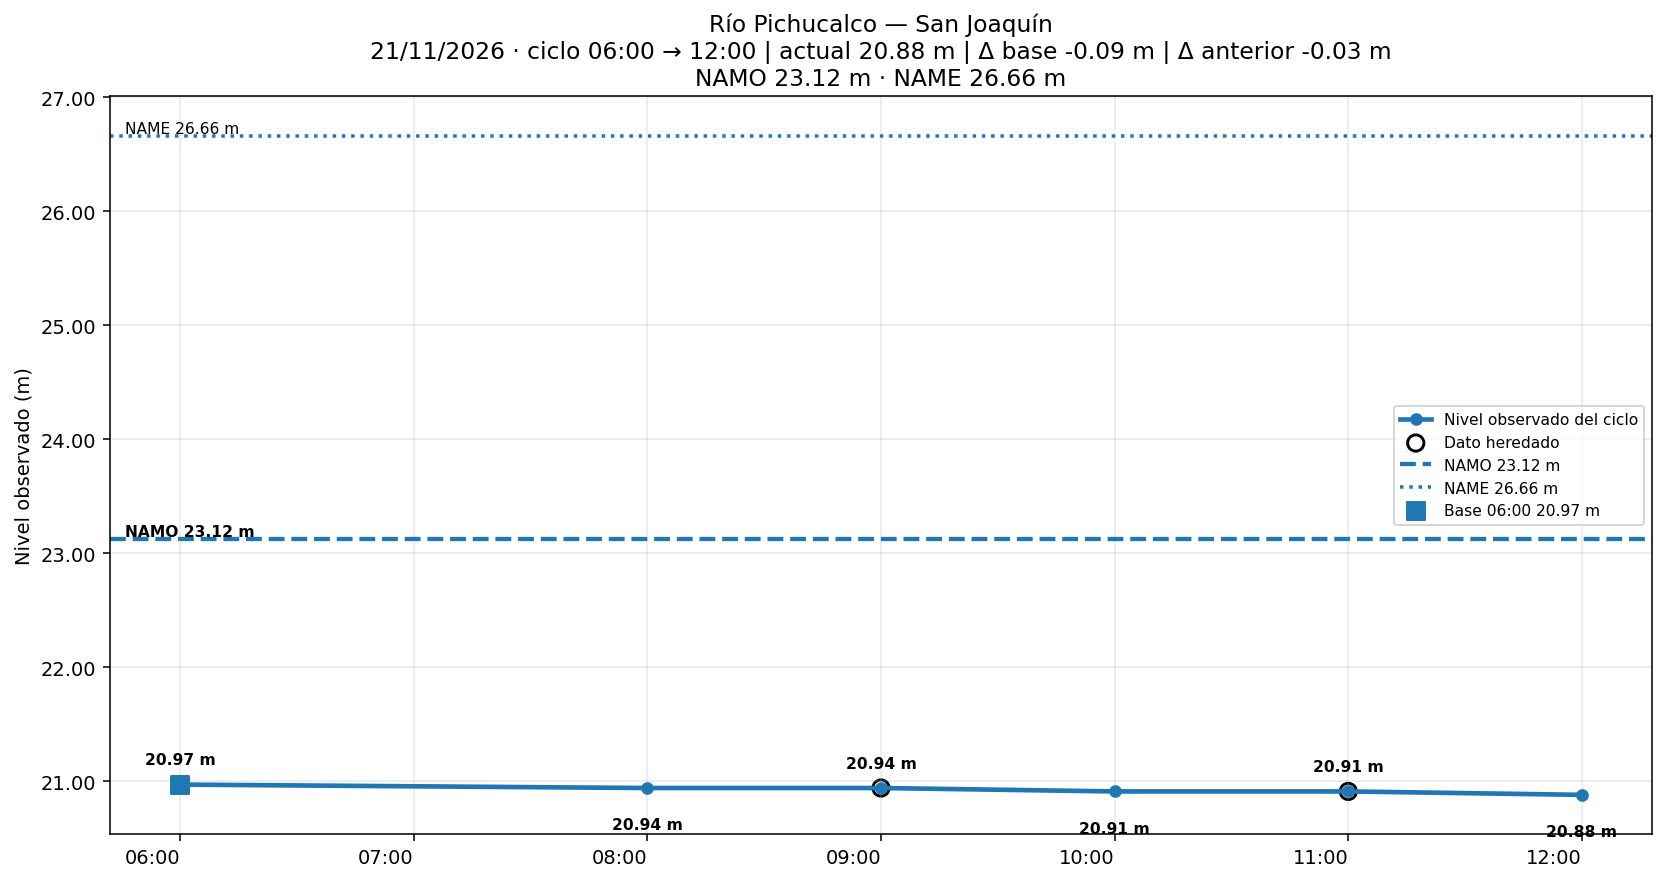 Río Pichucalco — San Joaquín
21/11/2026 · ciclo 06:00 → 12:00 | actual 20.88 m | Δ base -0.09 m | Δ anterior -0.03 m
NAMO 23.12 m · NAME 26.66 m
Nivel observado (m)
27.00
26.00
25.00
24.00
23.00
22.00
21.00
NAME 26.66 m
NAMO 23.12 m
Nivel observado del ciclo
Dato heredado
NAMO 23.12 m
NAME 26.66 m
Base 06:00 20.97 m
20.97 m
20.94 m
20.94 m
20.91 m
20.91 m
20.88 m
06:00
07:00
08:00
09:00
10:00
11:00
12:00